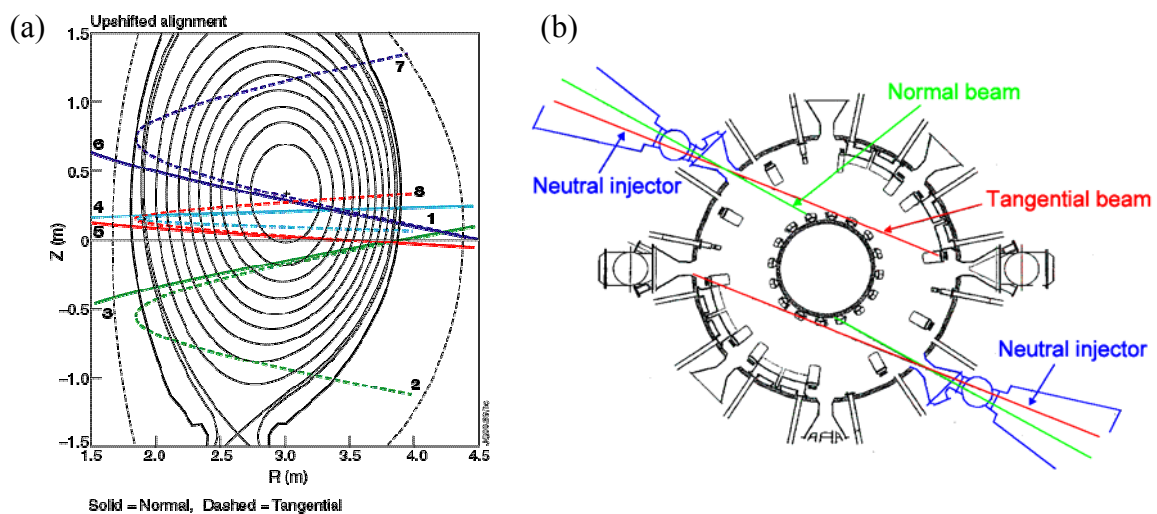 (a)
Upshifted alignment
1.5
1.0
0.5
0
−0.5
−1.0
−1.5
Z (m)
7
6
8
4
1
5
3
2
1.5 2.0 2.5 3.0 3.5 4.0 4.5
R (m)
Solid = Normal, Dashed = Tangential
(b)
Normal beam
Neutral injector
Tangential beam
Neutral injector